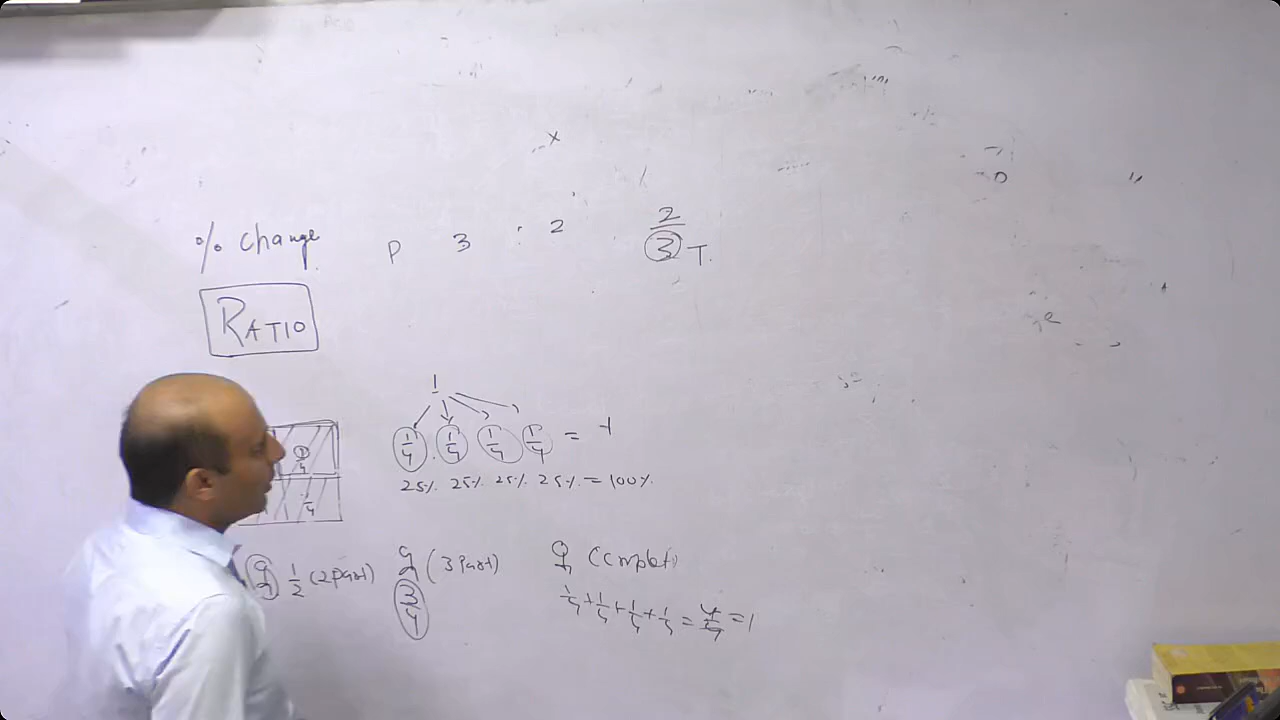 % change P 3 : 2 2/3 T.
RATIO
1
1/4 1/4 1/4 1/4 = 1
25% 25% 25% 25% = 100%
1/4
1/2 (2 Part) (3 Part)
3/4
1/4 + 1/4 + 1/4 + 1/4 = 4/4 = 1